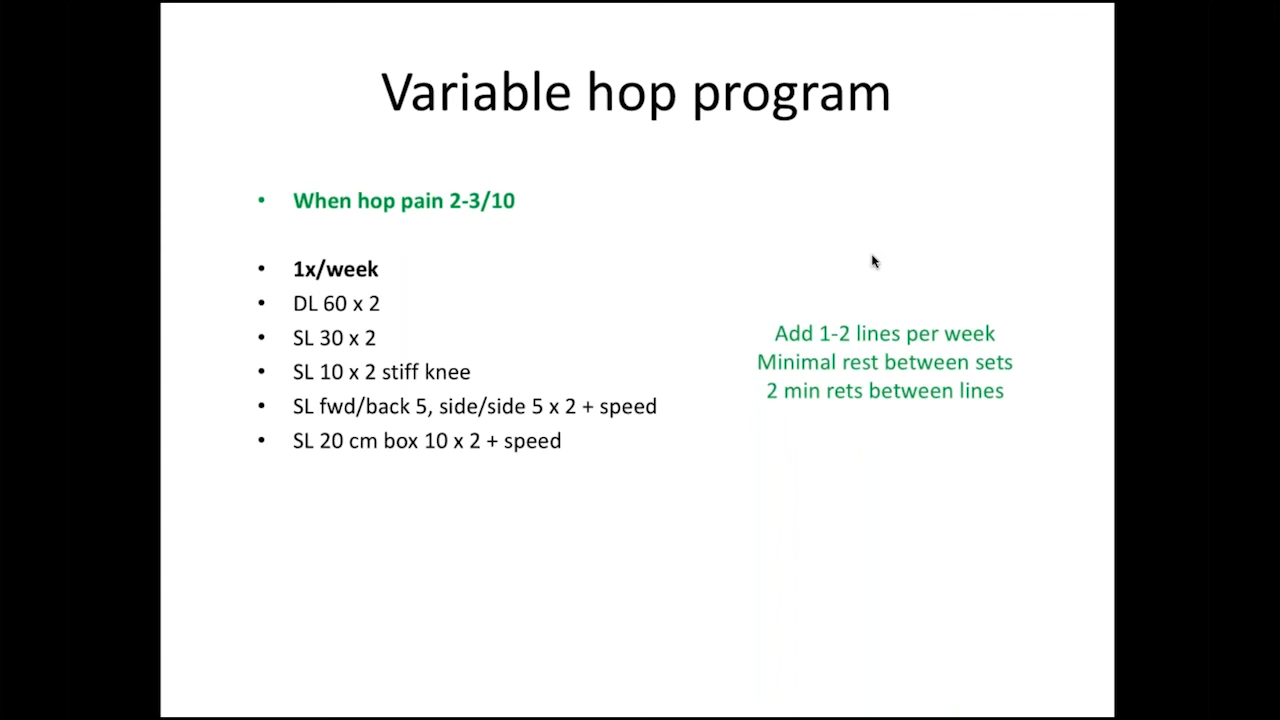 Variable hop program
• When hop pain 2-3/10
• 1x/week
• DL 60 x 2
• SL 30 x 2
• SL 10 x 2 stiff knee
• SL fwd/back 5, side/side 5 x 2 + speed
• SL 20 cm box 10 x 2 + speed
Add 1-2 lines per week
Minimal rest between sets
2 min rets between lines